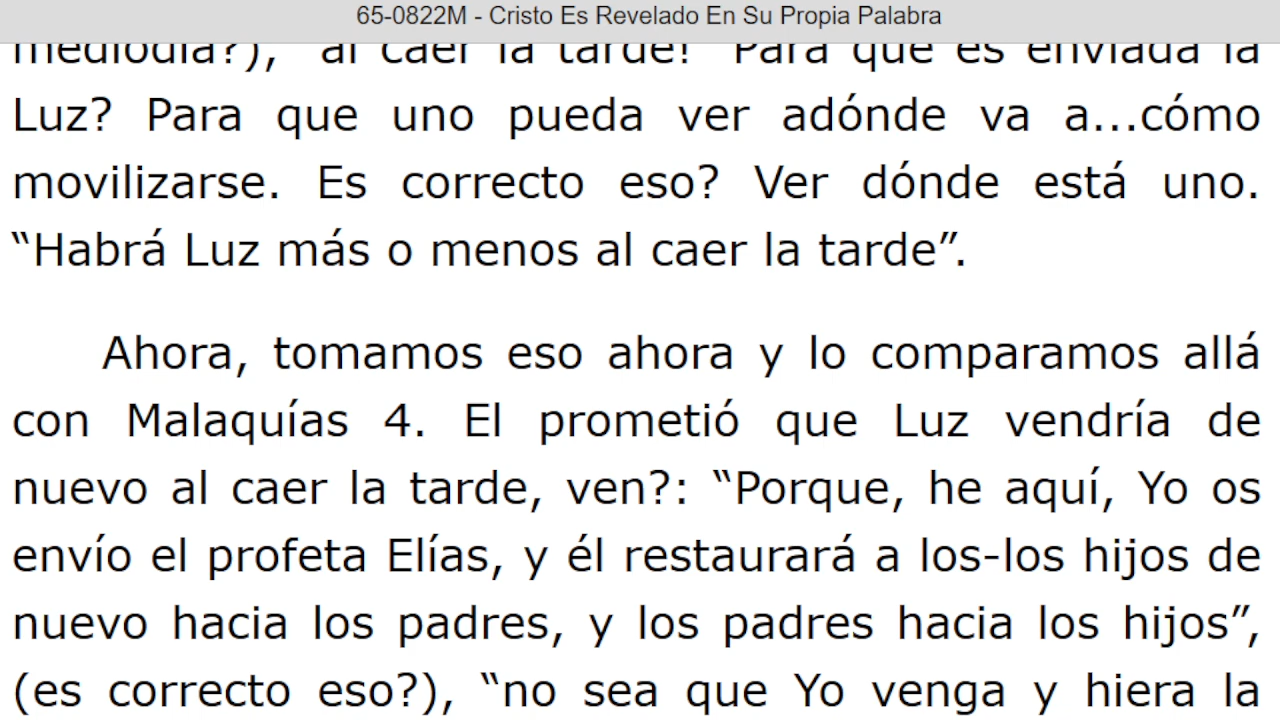 65-0822M - Cristo Es Revelado En Su Propia Palabra
mediodía?), “al caer la tarde! “Para qué es enviada la
Luz? Para que uno pueda ver adónde va a...cómo
movilizarse. Es correcto eso? Ver dónde está uno.
“Habrá Luz más o menos al caer la tarde”.
Ahora, tomamos eso ahora y lo comparamos allá
con Malaquías 4. El prometió que Luz vendría de
nuevo al caer la tarde, ven?: “Porque, he aquí, Yo os
envío el profeta Elías, y él restaurará a los-los hijos de
nuevo hacia los padres, y los padres hacia los hijos”,
(es correcto eso?), “no sea que Yo venga y hiera la